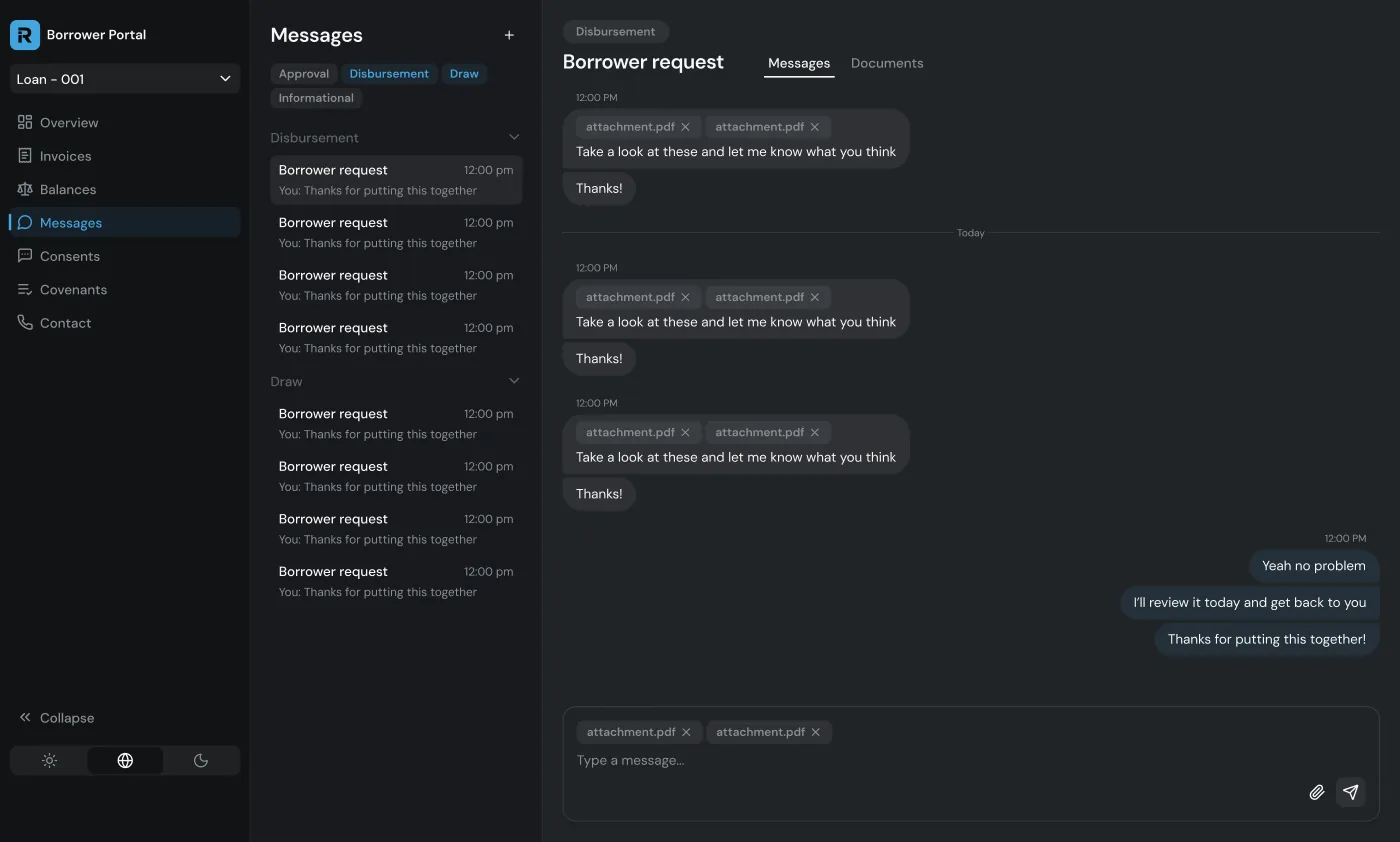 Borrower Portal
Loan – 001
Overview
Invoices
Balances
Messages
Consents
Covenants
Contact
Collapse
Messages
Approval Disbursement Draw
Informational
Disbursement
Borrower request 12:00 pm
You: Thanks for putting this together
Borrower request 12:00 pm
You: Thanks for putting this together
Borrower request 12:00 pm
You: Thanks for putting this together
Borrower request 12:00 pm
You: Thanks for putting this together
Draw
Borrower request 12:00 pm
You: Thanks for putting this together
Borrower request 12:00 pm
You: Thanks for putting this together
Borrower request 12:00 pm
You: Thanks for putting this together
Borrower request 12:00 pm
You: Thanks for putting this together
Disbursement
Borrower request Messages Documents
12:00 PM
attachment.pdf attachment.pdf
Take a look at these and let me know what you think
Thanks!
Today
12:00 PM
attachment.pdf attachment.pdf
Take a look at these and let me know what you think
Thanks!
12:00 PM
attachment.pdf attachment.pdf
Take a look at these and let me know what you think
Thanks!
12:00 PM
Yeah no problem
I’ll review it today and get back to you
Thanks for putting this together!
attachment.pdf attachment.pdf
Type a message...